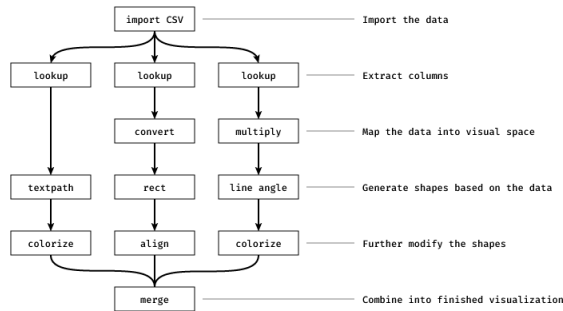 import CSV Import the data
lookup lookup lookup Extract columns
convert multiply Map the data into visual space
textpath rect line angle Generate shapes based on the data
colorize align colorize Further modify the shapes
merge Combine into finished visualization